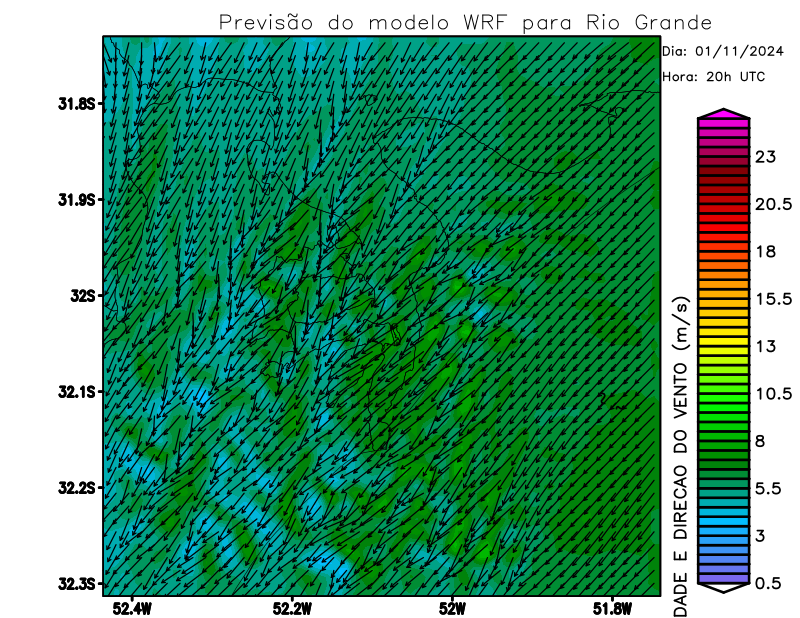 Previsão do modelo WRF para Rio Grande
Dia: 01/11/2024
Hora: 20h UTC
31.8S
31.9S
32S
32.1S
32.2S
32.3S
52.4W
52.2W
52W
51.8W
23
20.5
18
15.5
13
10.5
8
5.5
3
0.5
DADE E DIRECAO DO VENTO (m/s)